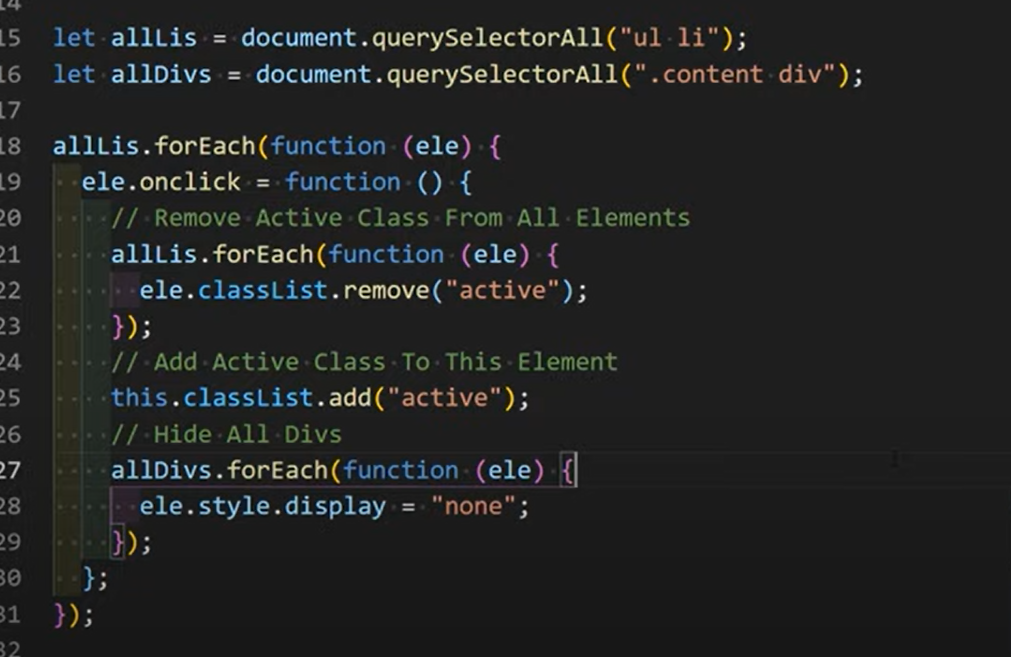 14
15 let allLis = document.querySelectorAll("ul li");
16 let allDivs = document.querySelectorAll(".content div");
17
18 allLis.forEach(function (ele) {
19   ele.onclick = function () {
20     // Remove Active Class From All Elements
21     allLis.forEach(function (ele) {
22       ele.classList.remove("active");
23     });
24     // Add Active Class To This Element
25     this.classList.add("active");
26     // Hide All Divs
27     allDivs.forEach(function (ele) {
28       ele.style.display = "none";
29     });
30   };
31 });
32